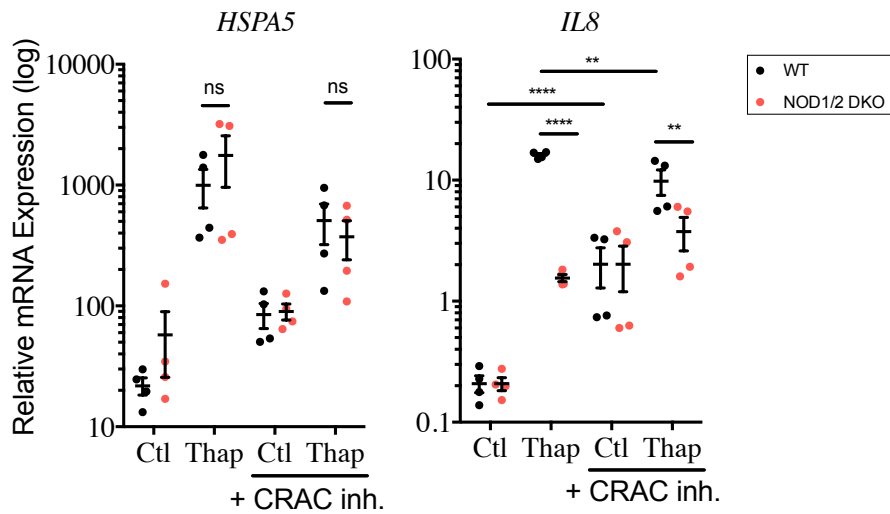 HSPA5
IL8
Relative mRNA Expression (log)
10000
1000
100
10
ns
ns
Ctl
Thap
Ctl
Thap
+ CRAC inh.
100
10
1
0.1
**
****
****
**
Ctl
Thap
Ctl
Thap
+ CRAC inh.
WT
NOD1/2 DKO